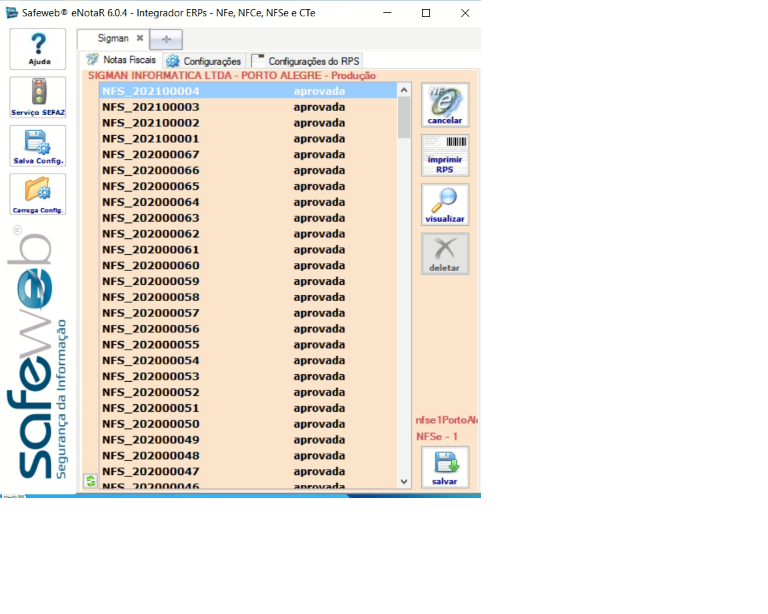 Safeweb® eNotaR 6.0.4 - Integrador ERPs - NFe, NFCe, NFSe e CTe
Sigman
Ajuda
Notas Fiscais Configurações Configurações do RPS
SIGMAN INFORMATICA LTDA - PORTO ALEGRE - Produção
NFS_202100004 aprovada
NFS_202100003 aprovada
NFS_202100002 aprovada
NFS_202100001 aprovada
NFS_202000067 aprovada
NFS_202000066 aprovada
NFS_202000065 aprovada
NFS_202000064 aprovada
NFS_202000063 aprovada
NFS_202000062 aprovada
NFS_202000061 aprovada
NFS_202000060 aprovada
NFS_202000059 aprovada
NFS_202000058 aprovada
NFS_202000057 aprovada
NFS_202000056 aprovada
NFS_202000055 aprovada
NFS_202000054 aprovada
NFS_202000053 aprovada
NFS_202000052 aprovada
NFS_202000051 aprovada
NFS_202000050 aprovada
NFS_202000049 aprovada
NFS_202000048 aprovada
NFS_202000047 aprovada
NFS_202000046 aprovada
Serviço SEFAZ
Salva Config.
Carrega Config.
safeweb®
Segurança da Informação
cancelar
imprimir
RPS
visualizar
deletar
nfse1PortoAle
NFSe - 1
salvar